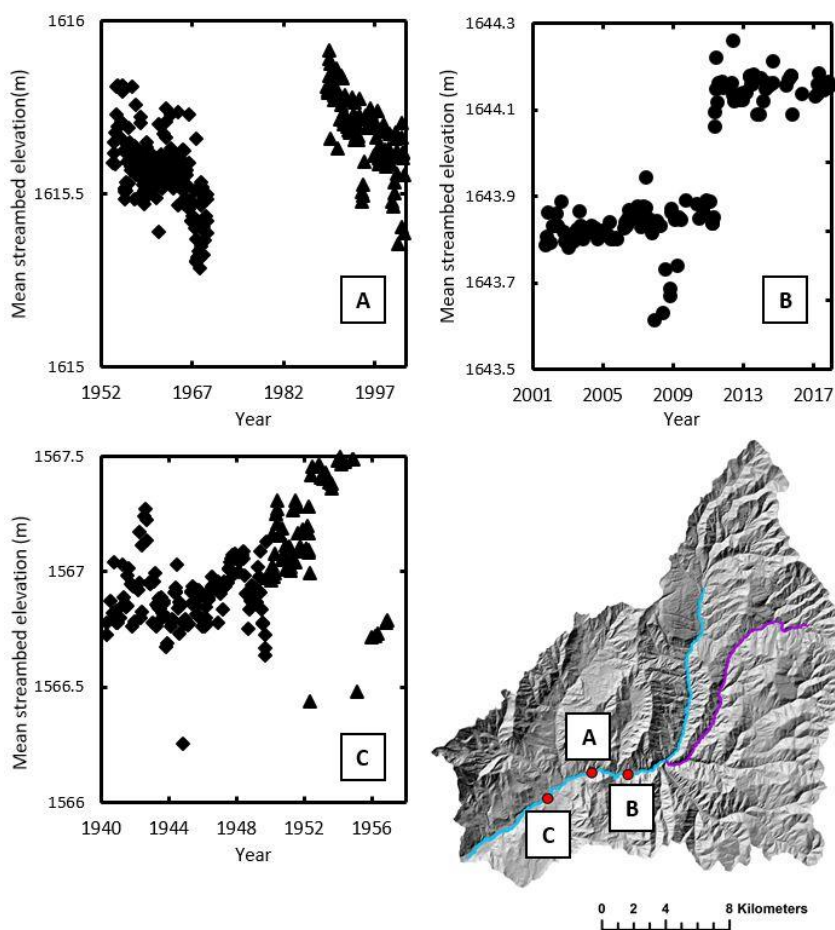 1616
1615.5
1615
Mean streambed elevation(m)
1952 1967 1982 1997
Year
A
1644.3
1644.1
1643.9
1643.7
1643.5
Mean streambed elevation (m)
2001 2005 2009 2013 2017
Year
B
1567.5
1567
1566.5
1566
Mean streambed elevation (m)
1940 1944 1948 1952 1956
Year
C
A
B
C
0 2 4 8 Kilometers